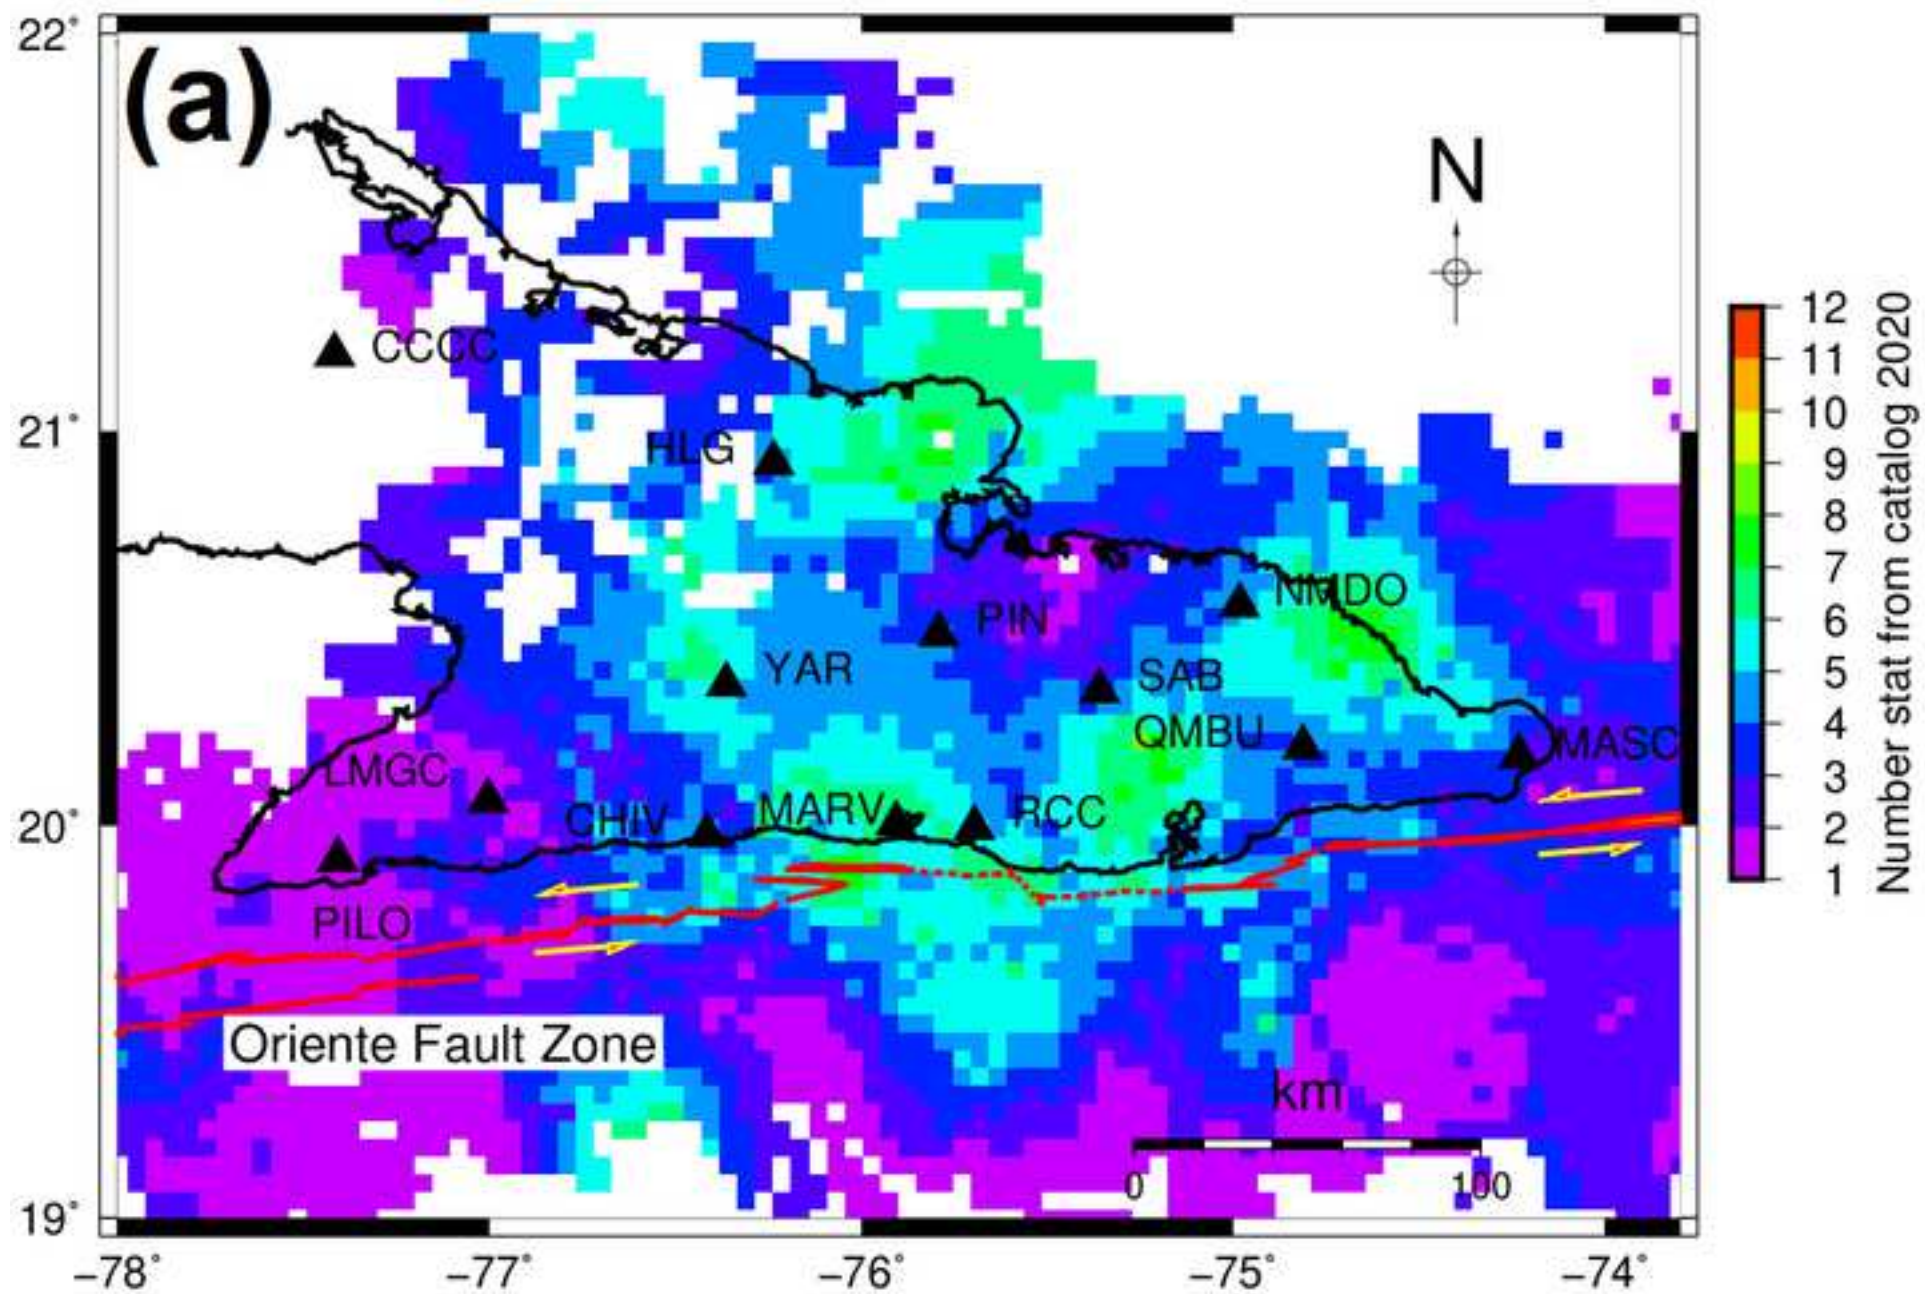 (a)
22°
21°
20°
19°
N
CCCC
HLG
NMDO
PIN
YAR
SAB
QMBU
MASC
LMGC
CHIV
MARV
RCC
PILO
Oriente Fault Zone
km
0 100
−78° −77° −76° −75° −74°
12
11
10
9
8
7
6
5
4
3
2
1
Number stat from catalog 2020